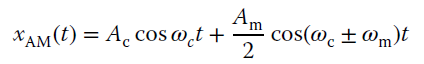 x_AM(t) = A_c cos ω_c t + A_m/2 cos(ω_c ± ω_m)t